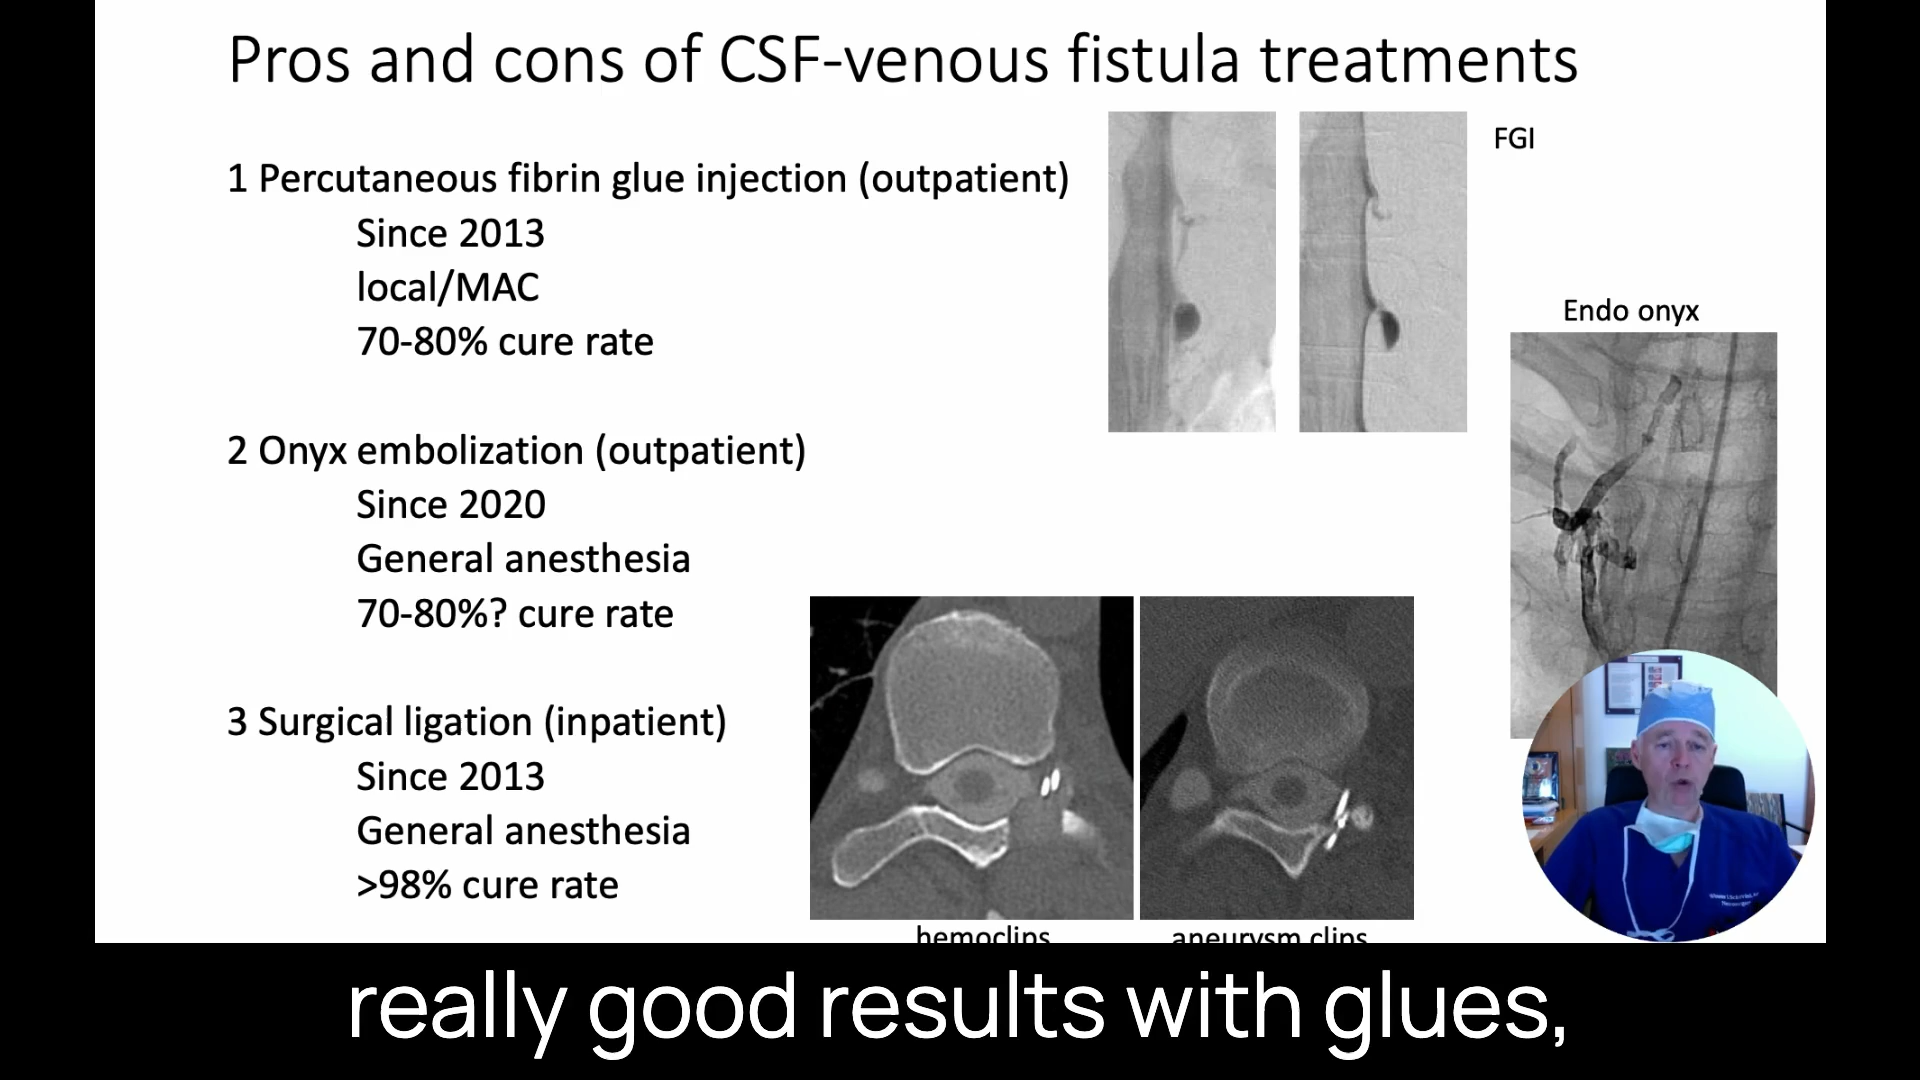 Pros and cons of CSF-venous fistula treatments
1 Percutaneous fibrin glue injection (outpatient)
Since 2013
local/MAC
70-80% cure rate
2 Onyx embolization (outpatient)
Since 2020
General anesthesia
70-80%? cure rate
3 Surgical ligation (inpatient)
Since 2013
General anesthesia
>98% cure rate
FGI
Endo onyx
hemoclips
aneurysm clips
really good results with glues,